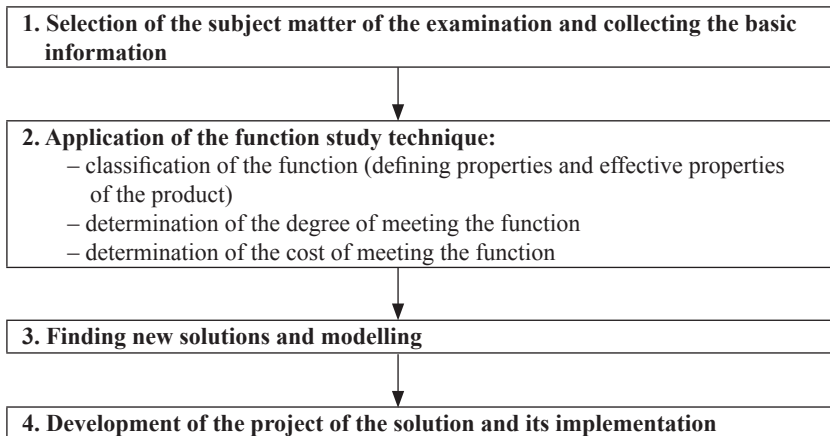 1. Selection of the subject matter of the examination and collecting the basic
information
2. Application of the function study technique:
– classification of the function (defining properties and effective properties
of the product)
– determination of the degree of meeting the function
– determination of the cost of meeting the function
3. Finding new solutions and modelling
4. Development of the project of the solution and its implementation